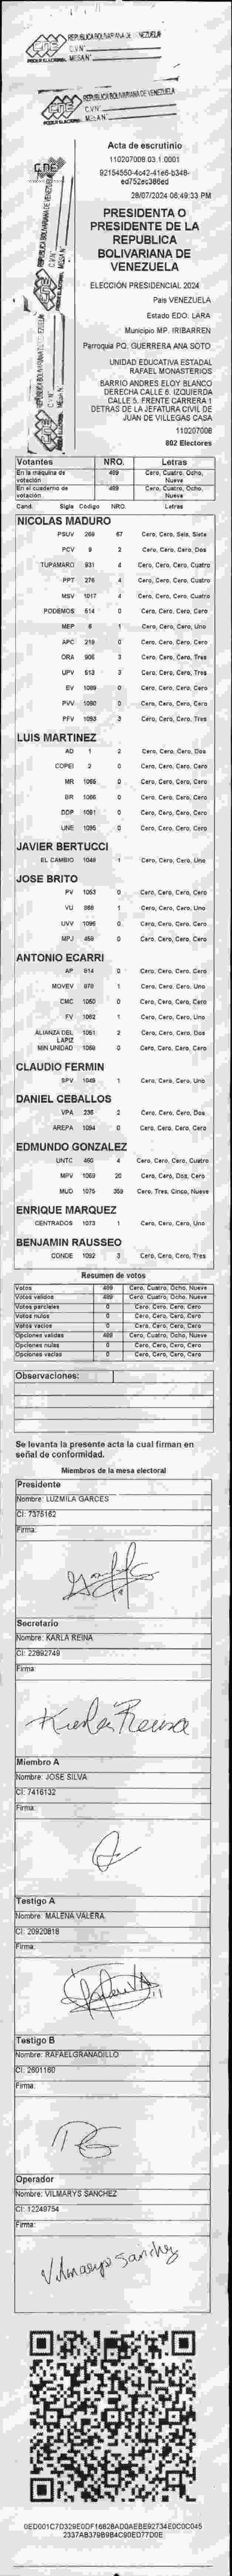 CNE
REPUBLICA BOLIVARIANA DE VENEZUELA
C.V.N°
PODER ELECTORAL MESA N°
CNE
REPUBLICA BOLIVARIANA DE VENEZUELA
C.V.N°
PODER ELECTORAL MESA N°
Acta de escrutinio
110207008.03.1.0001
28/07/2024 06:49:33 PM
PRESIDENTA O
PRESIDENTE DE LA
REPUBLICA
BOLIVARIANA DE
VENEZUELA
ELECCIÓN PRESIDENCIAL 2024
Pais VENEZUELA
Estado EDO. LARA
Municipio MP. IRIBARREN
Parroquia PQ. GUERRERA ANA SOTO
UNIDAD EDUCATIVA ESTADAL
RAFAEL MONASTERIOS
BARRIO ANDRES ELOY BLANCO
DERECHA CALLE 6. IZQUIERDA
CALLE 5. FRENTE CARRERA 1
DETRAS DE LA JEFATURA CIVIL DE
JUAN DE VILLEGAS CASA
110207008
802 Electores
Votantes NRO. Letras
En la máquina de votación 489 Cero, Cuatro, Ocho, Nueve
En el cuaderno de votación 489 Cero, Cuatro, Ocho, Nueve
Cand. Sigla Código NRO. Letras
NICOLAS MADURO
PSUV 269 67 Cero, Cero, Seis, Siete
PCV 9 2 Cero, Cero, Cero, Dos
TUPAMARO 931 4 Cero, Cero, Cero, Cuatro
PPT 276 4 Cero, Cero, Cero, Cuatro
MSV 1017 4 Cero, Cero, Cero, Cuatro
PODEMOS 514 0 Cero, Cero, Cero, Cero
MEP 6 1 Cero, Cero, Cero, Uno
APC 219 0 Cero, Cero, Cero, Cero
ORA 906 3 Cero, Cero, Cero, Tres
UPV 513 3 Cero, Cero, Cero, Tres
EV 1089 0 Cero, Cero, Cero, Cero
PVV 1090 0 Cero, Cero, Cero, Cero
PFV 1093 3 Cero, Cero, Cero, Tres
LUIS MARTINEZ
AD 1 2 Cero, Cero, Cero, Dos
COPEI 2 0 Cero, Cero, Cero, Cero
MR 1065 0 Cero, Cero, Cero, Cero
BR 1066 0 Cero, Cero, Cero, Cero
DDP 1081 0 Cero, Cero, Cero, Cero
UNE 1095 0 Cero, Cero, Cero, Cero
JAVIER BERTUCCI
EL CAMBIO 1048 1 Cero, Cero, Cero, Uno
JOSE BRITO
PV 1053 0 Cero, Cero, Cero, Cero
VU 868 1 Cero, Cero, Cero, Uno
UVV 1096 0 Cero, Cero, Cero, Cero
MPJ 459 0 Cero, Cero, Cero, Cero
ANTONIO ECARRI
AP 914 0 Cero, Cero, Cero, Cero
MOVEV 970 1 Cero, Cero, Cero, Uno
CMC 1050 0 Cero, Cero, Cero, Cero
FV 1062 1 Cero, Cero, Cero, Uno
ALIANZA DEL LAPIZ 1051 2 Cero, Cero, Cero, Dos
MIN UNIDAD 1058 0 Cero, Cero, Cero, Cero
CLAUDIO FERMIN
SPV 1049 1 Cero, Cero, Cero, Uno
DANIEL CEBALLOS
VPA 236 2 Cero, Cero, Cero, Dos
AREPA 1094 0 Cero, Cero, Cero, Cero
EDMUNDO GONZALEZ
UNTC 460 4 Cero, Cero, Cero, Cuatro
MPV 1069 20 Cero, Cero, Dos, Cero
MUD 1075 359 Cero, Tres, Cinco, Nueve
ENRIQUE MARQUEZ
CENTRADOS 1073 1 Cero, Cero, Cero, Uno
BENJAMIN RAUSSEO
CONDE 1092 3 Cero, Cero, Cero, Tres
Resumen de votos
Votos 489 Cero, Cuatro, Ocho, Nueve
Votos validos 489 Cero, Cuatro, Ocho, Nueve
Votos parciales 0 Cero, Cero, Cero, Cero
Votos nulos 0 Cero, Cero, Cero, Cero
Votos vacios 0 Cero, Cero, Cero, Cero
Opciones validas 489 Cero, Cuatro, Ocho, Nueve
Opciones nulas 0 Cero, Cero, Cero, Cero
Opciones vacias 0 Cero, Cero, Cero, Cero
Observaciones:
Se levanta la presente acta la cual firman en
señal de conformidad.
Miembros de la mesa electoral
Presidente
Nombre: LUZMILA GARCES
CI: 7375162
Firma:
Secretario
Nombre: KARLA REINA
CI: 22892749
Firma:
Karla Reina
Miembro A
Nombre: JOSE SILVA
CI: 7416132
Firma:
Testigo A
Nombre: MALENA VALERA
CI: 20920818
Firma:
Testigo B
Nombre: RAFAELGRANADILLO
CI: 2601160
Firma:
Operador
Nombre: VILMARYS SANCHEZ
CI: 12249754
Firma:
Vilmarys Sanchez
0ED001C7D329E0DF16828AD0AEBE92734E0C0C045
2337AB379B9B4C90ED77D0E